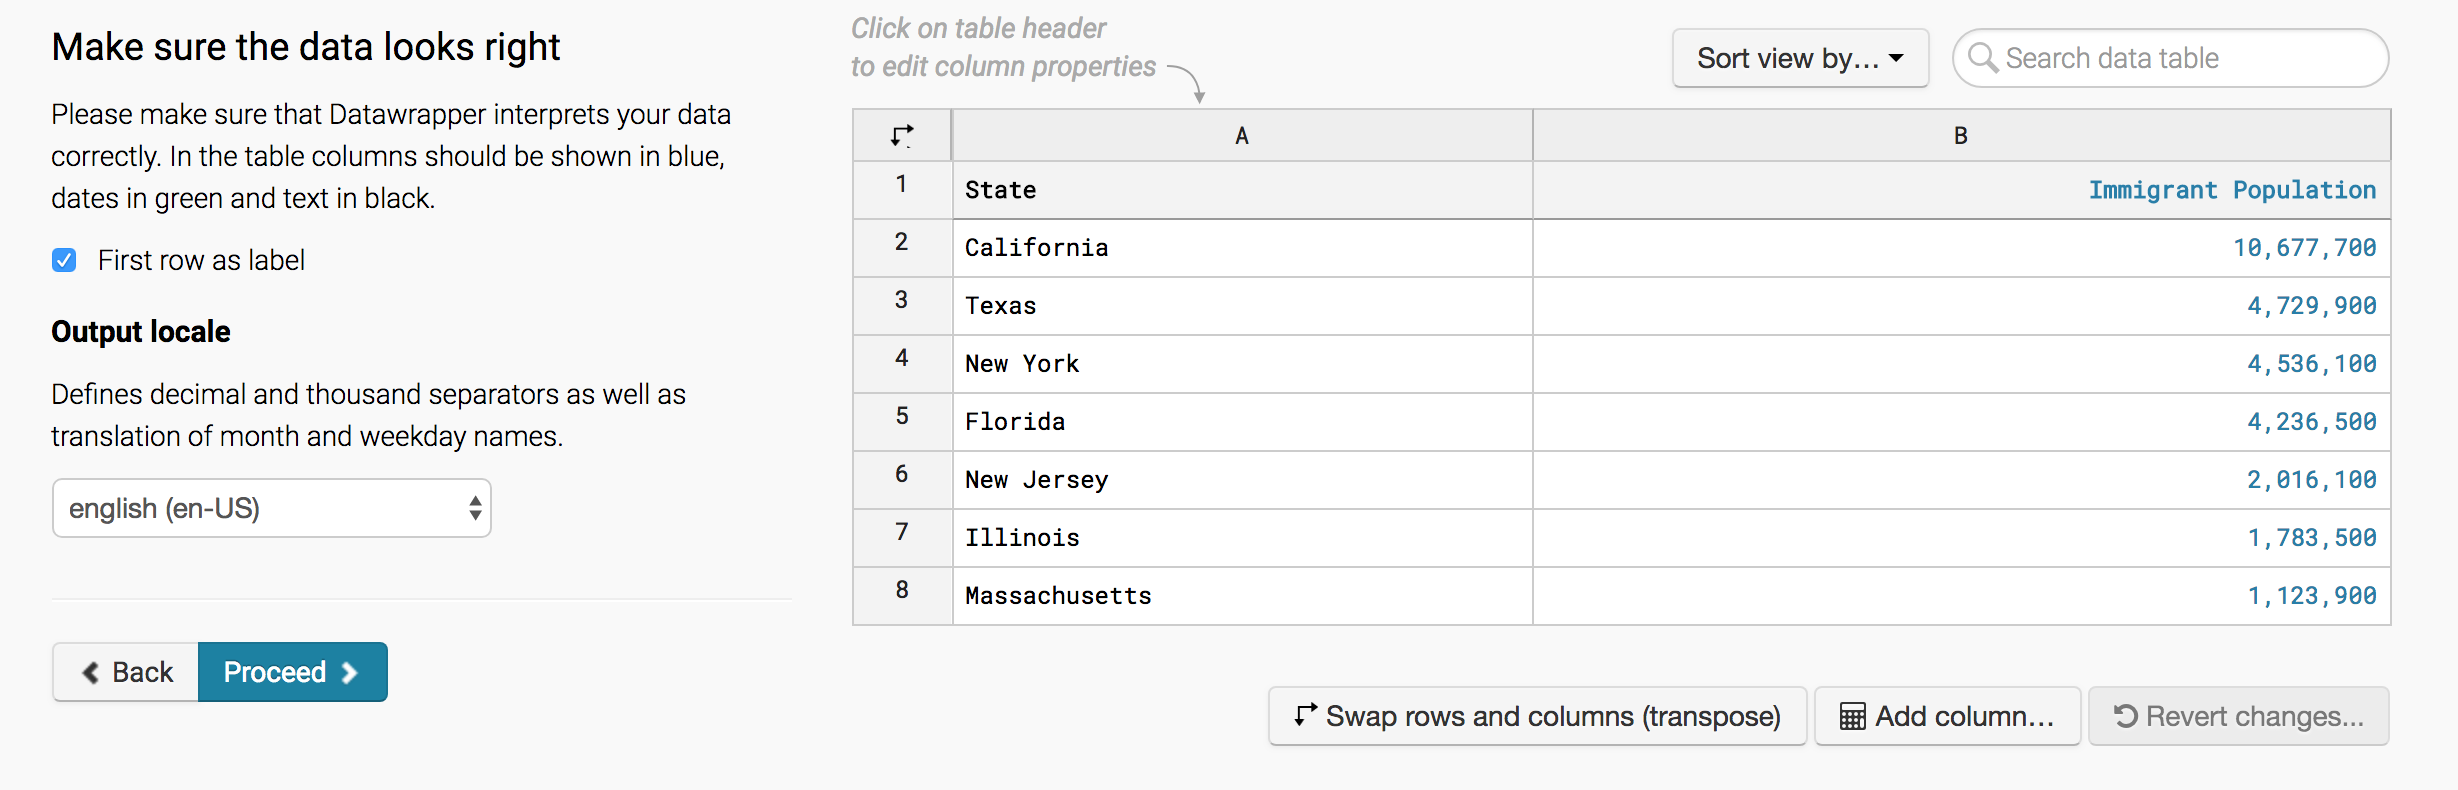 Make sure the data looks right
Please make sure that Datawrapper interprets your data
correctly. In the table columns should be shown in blue,
dates in green and text in black.
First row as label
Output locale
Defines decimal and thousand separators as well as
translation of month and weekday names.
english (en-US)
Back Proceed
Click on table header
to edit column properties
Sort view by... Search data table
A B
1 State Immigrant Population
2 California 10,677,700
3 Texas 4,729,900
4 New York 4,536,100
5 Florida 4,236,500
6 New Jersey 2,016,100
7 Illinois 1,783,500
8 Massachusetts 1,123,900
Swap rows and columns (transpose) Add column... Revert changes...